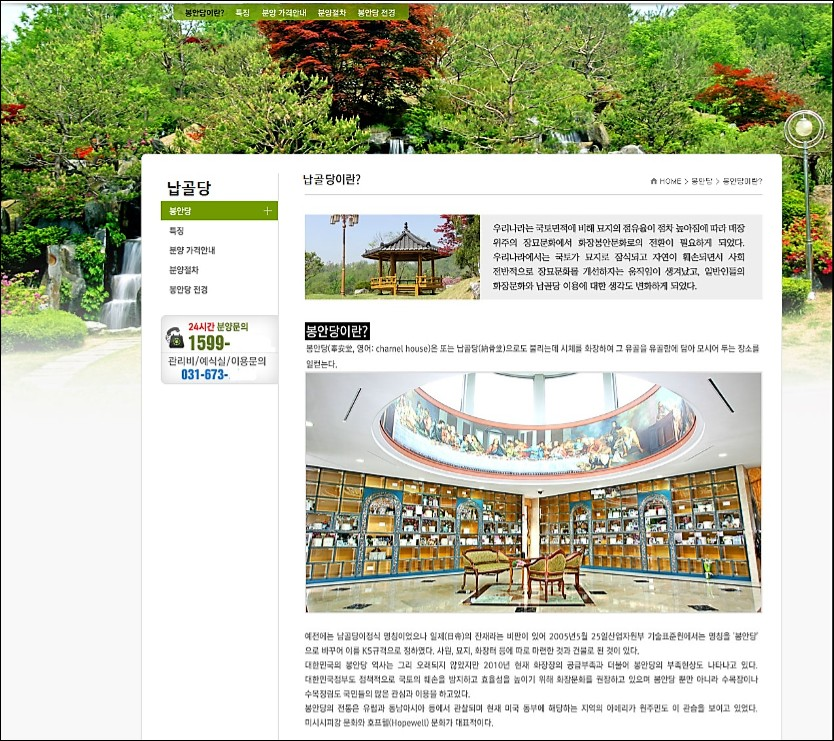 봉안당이란? 특징 분양 가격안내 분양절차 봉안당 전경
납골당
봉안당
특징
분양 가격안내
분양절차
봉안당 전경
24시간 분양문의
1599-
관리비/예식실/이용문의
031-673-
납골당이란?
HOME > 봉안당 > 봉안당이란?
우리나라는 국토면적에 비해 묘지의 점유율이 점차 높아짐에 따라 매장
위주의 장묘문화에서 화장봉안문화로의 전환이 필요하게 되었다.
우리나라에서는 국토가 묘지로 잠식되고 자연이 훼손되면서 사회
전반적으로 장묘문화를 개선하자는 움직임이 생겨났고, 일반인들의
화장문화와 납골당 이용에 대한 생각도 변화하게 되었다.
봉안당이란?
봉안당(奉安堂, 영어: charnel house)은 또는 납골당(納骨堂)으로도 불리는데 시체를 화장하여 그 유골을 유골함에 담아 모시어 두는 장소를
일컫는다.
예전에는 납골당이정식 명칭이었으나 일제(日帝)의 잔재라는 비판이 있어 2005년5월 25일산업자원부 기술표준원에서는 명칭을 '봉안당'
으로 바꾸어 이를 KS규격으로 정하였다. 사립, 묘지, 화장터 등에 따로 마련한 것과 건물로 된 것이 있다.
대한민국의 봉안당 역사는 그리 오래되지 않았지만 2010년 현재 화장장의 공급부족과 더불어 봉안당의 부족현상도 나타나고 있다.
대한민국정부도 정책적으로 국토의 훼손을 방지하고 효율성을 높이기 위해 화장문화를 권장하고 있으며 봉안당 뿐만 아니라 수목장이나
수목장림도 국민들의 많은 관심과 이용을 하고있다.
봉안당의 전통은 유럽과 동남아시아 등에서 관찰되며 현재 미국 동부에 해당하는 지역의 아메리카 원주민도 이 관습을 보이고 있었다.
미시시피강 문화와 호프웰(Hopewell) 문화가 대표적이다.